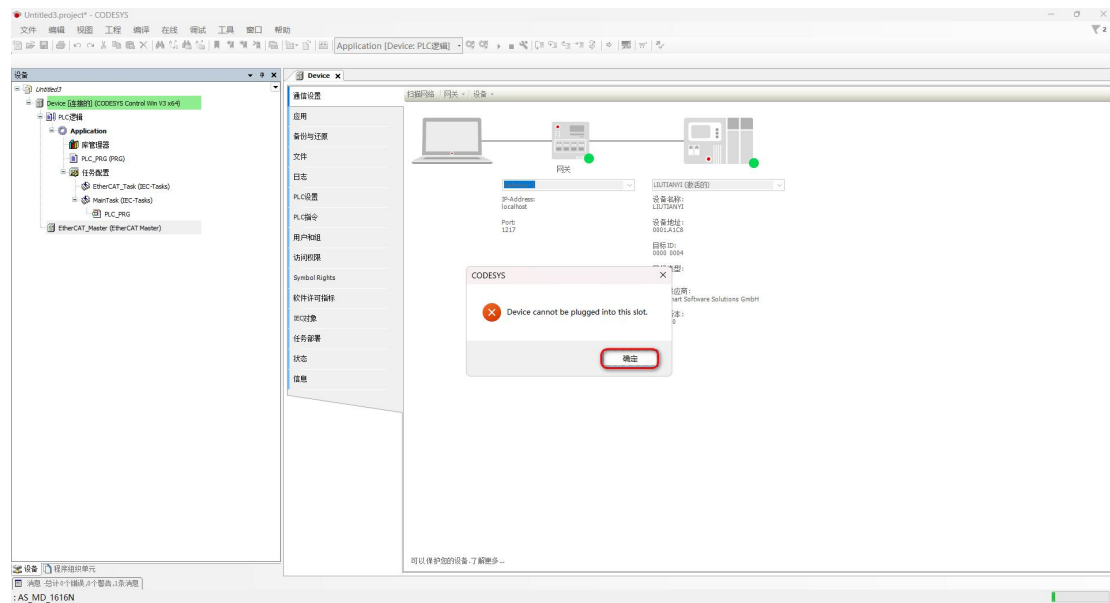 Untitled3.project* - CODESYS
文件 编辑 视图 工程 编译 在线 调试 工具 窗口 帮助
2
Application [Device: PLC逻辑]
设备
Untitled3
Device [连接的] (CODESYS Control Win V3 x64)
PLC逻辑
Application
库管理器
PLC_PRG (PRG)
任务配置
EtherCAT_Task (IEC-Tasks)
MainTask (IEC-Tasks)
PLC_PRG
EtherCAT_Master (EtherCAT Master)
设备 程序组织单元
Device
通信设置
应用
备份与还原
文件
日志
PLC设置
PLC指令
用户和组
访问权限
Symbol Rights
软件许可指标
IEC对象
任务部署
状态
信息
扫描网络 网关 设备
网关
IP-Address:
localhost
Port:
1217
LIUTIANYI (激活的)
设备名称:
LIUTIANYI
设备地址:
0001.A1C8
目标ID:
0000 0004
应商:
mart Software Solutions GmbH
本:
CODESYS
Device cannot be plugged into this slot.
确定
可以保护您的设备.了解更多...
消息 -总计0个错误,0个警告,1条消息
: AS_MD_1616N